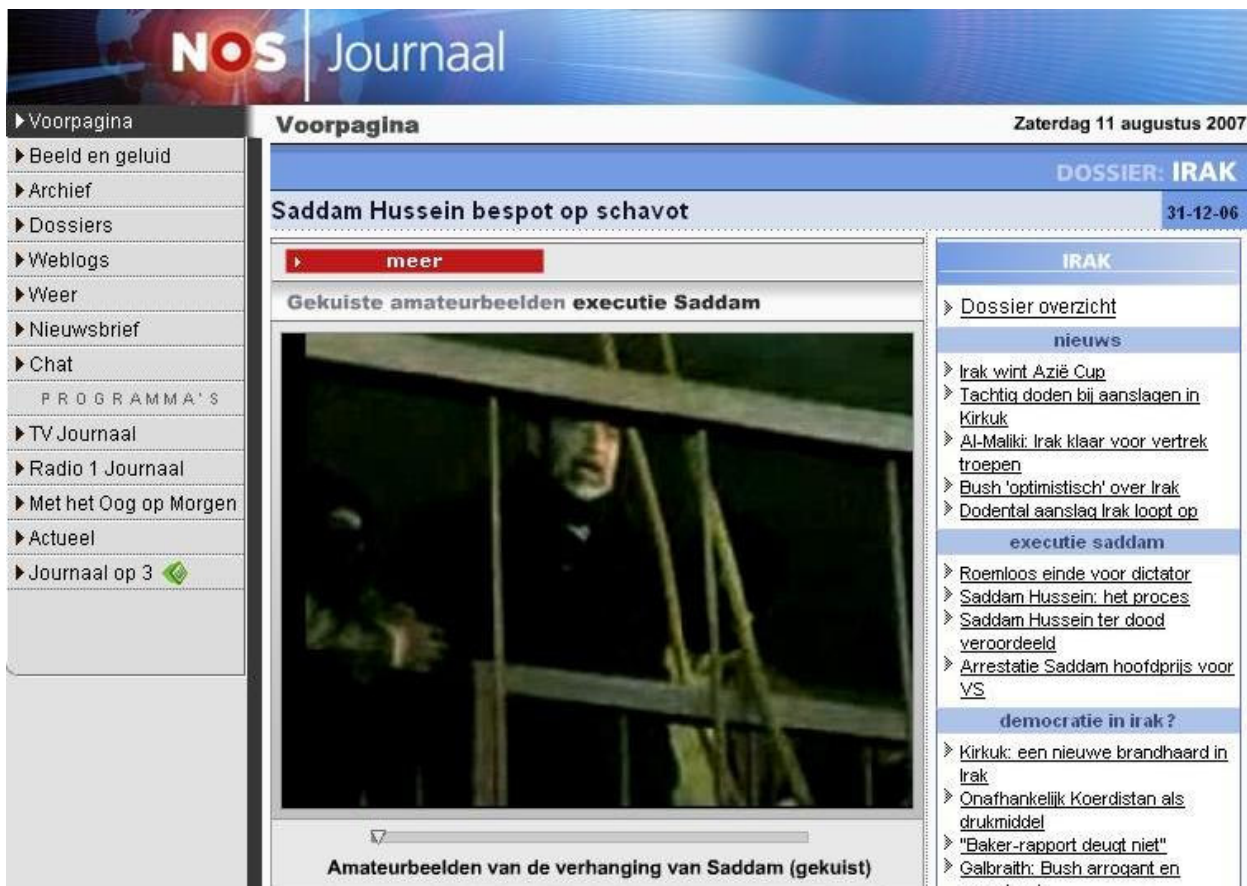 NOS Journaal
Voorpagina
Beeld en geluid
Archief
Dossiers
Weblogs
Weer
Nieuwsbrief
Chat
PROGRAMMA'S
TV Journaal
Radio 1 Journaal
Met het Oog op Morgen
Actueel
Journaal op 3
Voorpagina
Zaterdag 11 augustus 2007
DOSSIER: IRAK
Saddam Hussein bespot op schavot
31-12-06
meer
Gekuiste amateurbeelden executie Saddam
Amateurbeelden van de verhanging van Saddam (gekuist)
IRAK
Dossier overzicht
nieuws
Irak wint Azië Cup
Tachtig doden bij aanslagen in
Kirkuk
Al-Maliki: Irak klaar voor vertrek
troepen
Bush 'optimistisch' over Irak
Dodental aanslag Irak loopt op
executie saddam
Roemloos einde voor dictator
Saddam Hussein: het proces
Saddam Hussein ter dood
veroordeeld
Arrestatie Saddam hoofdprijs voor
VS
democratie in irak?
Kirkuk: een nieuwe brandhaard in
Irak
Onafhankelijk Koerdistan als
drukmiddel
"Baker-rapport deugt niet"
Galbraith: Bush arrogant en